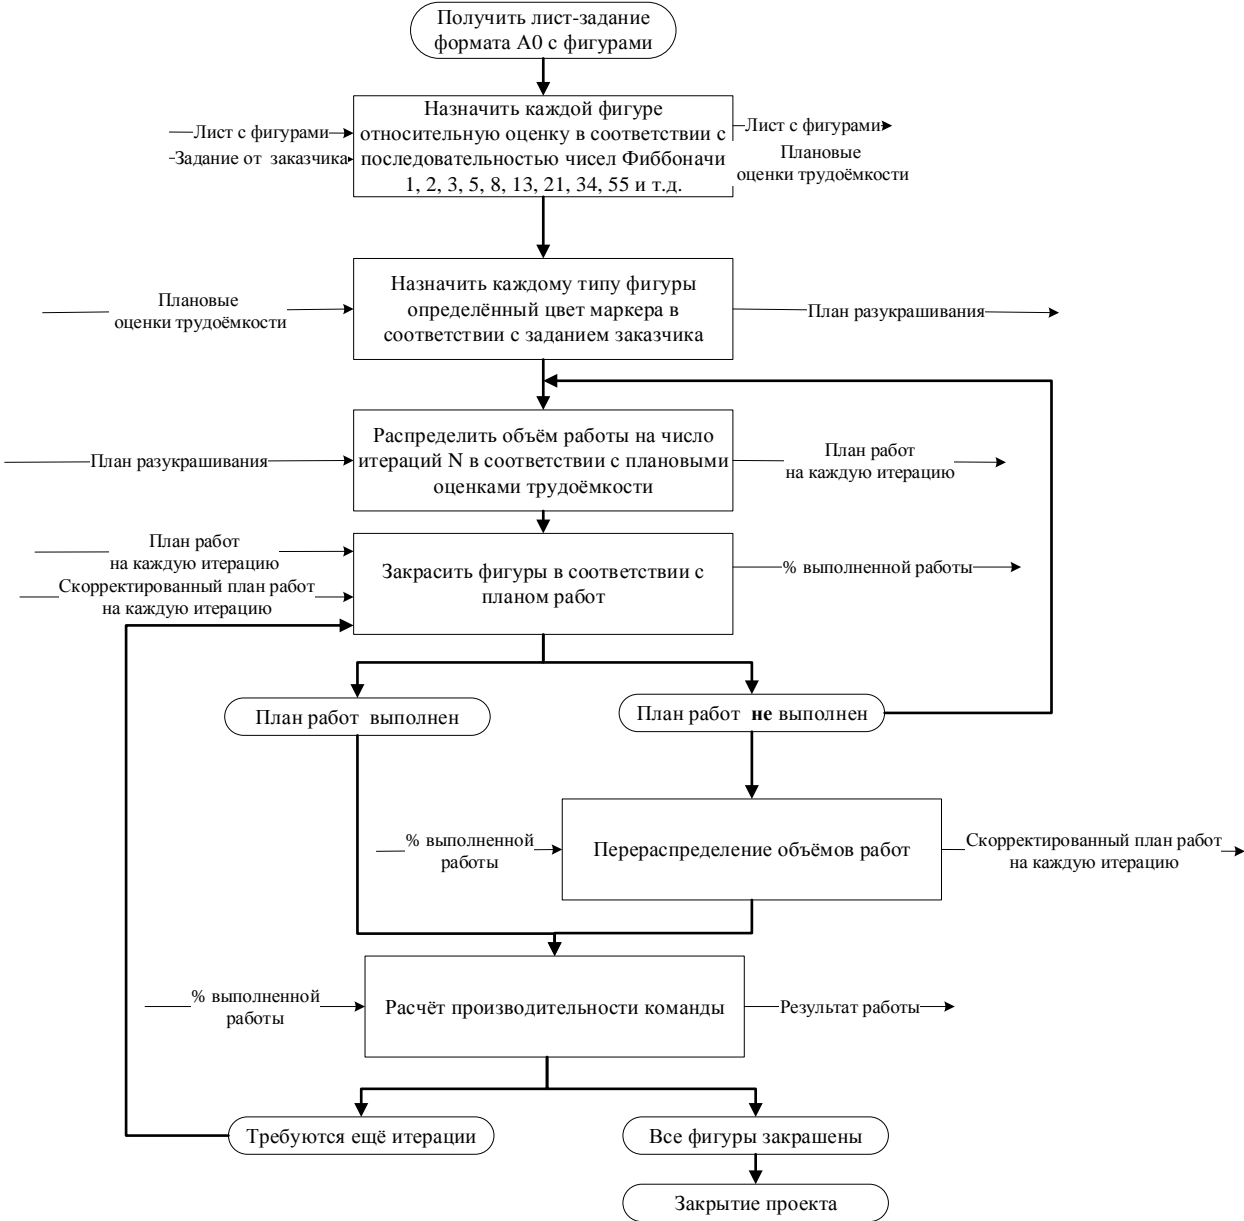 Получить лист-задание
формата А0 с фигурами
Назначить каждой фигуре
относительную оценку в соответствии с
последовательностью чисел Фиббоначи
1, 2, 3, 5, 8, 13, 21, 34, 55 и т.д.
Лист с фигурами
Задание от заказчика
Лист с фигурами
Плановые
оценки трудоёмкости
Назначить каждому типу фигуры
определённый цвет маркера в
соответствии с заданием заказчика
Плановые
оценки трудоёмкости
План разукрашивания
Распределить объём работы на число
итераций N в соответствии с плановыми
оценками трудоёмкости
План разукрашивания
План работ
на каждую итерацию
План работ
на каждую итерацию
Скорректированный план работ
на каждую итерацию
Закрасить фигуры в соответствии с
планом работ
% выполненной работы
План работ выполнен
План работ не выполнен
% выполненной
работы
Перераспределение объёмов работ
Скорректированный план работ
на каждую итерацию
% выполненной
работы
Расчёт производительности команды
Результат работы
Требуются ещё итерации
Все фигуры закрашены
Закрытие проекта